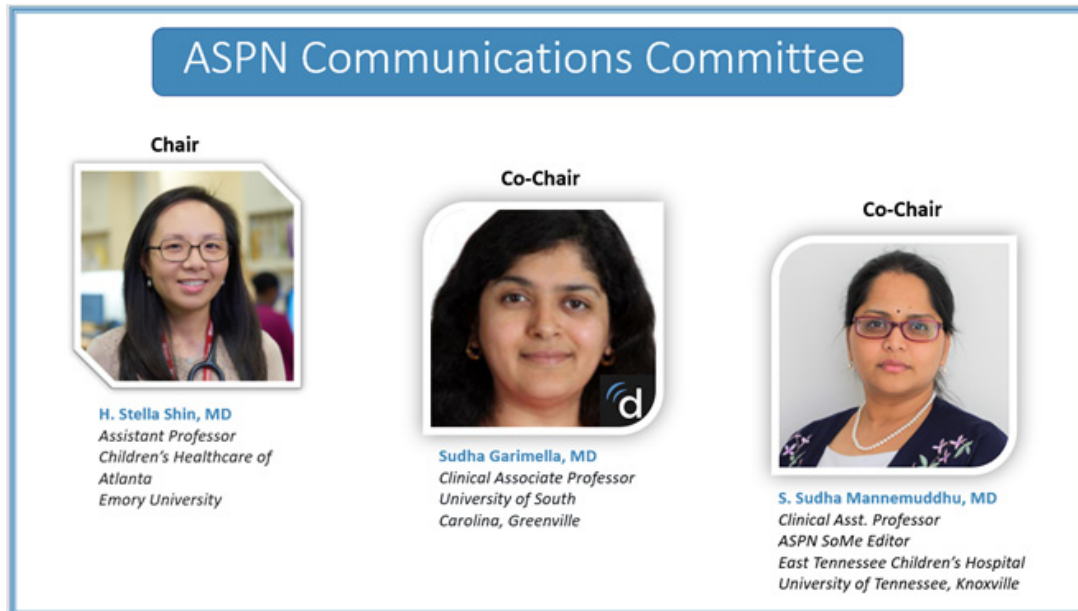 ASPN Communications Committee
Chair
H. Stella Shin, MD
Assistant Professor
Children's Healthcare of
Atlanta
Emory University
Co-Chair
d
Sudha Garimella, MD
Clinical Associate Professor
University of South
Carolina, Greenville
Co-Chair
S. Sudha Mannemuddhu, MD
Clinical Asst. Professor
ASPN SoMe Editor
East Tennessee Children's Hospital
University of Tennessee, Knoxville